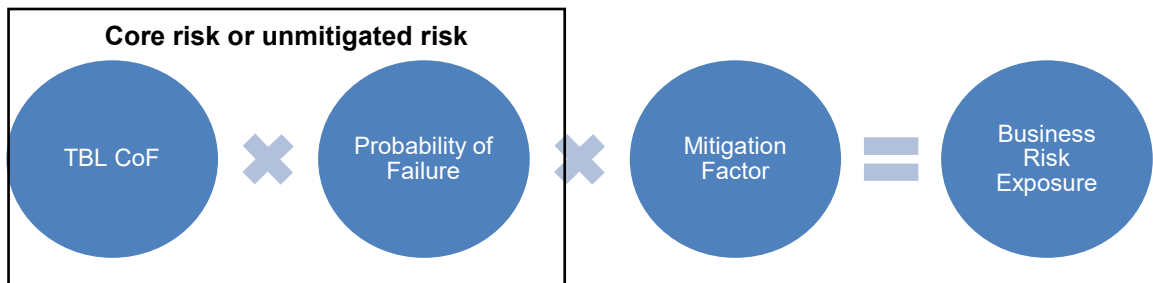 Core risk or unmitigated risk
TBL CoF
Probability of
Failure
Mitigation
Factor
Business
Risk
Exposure